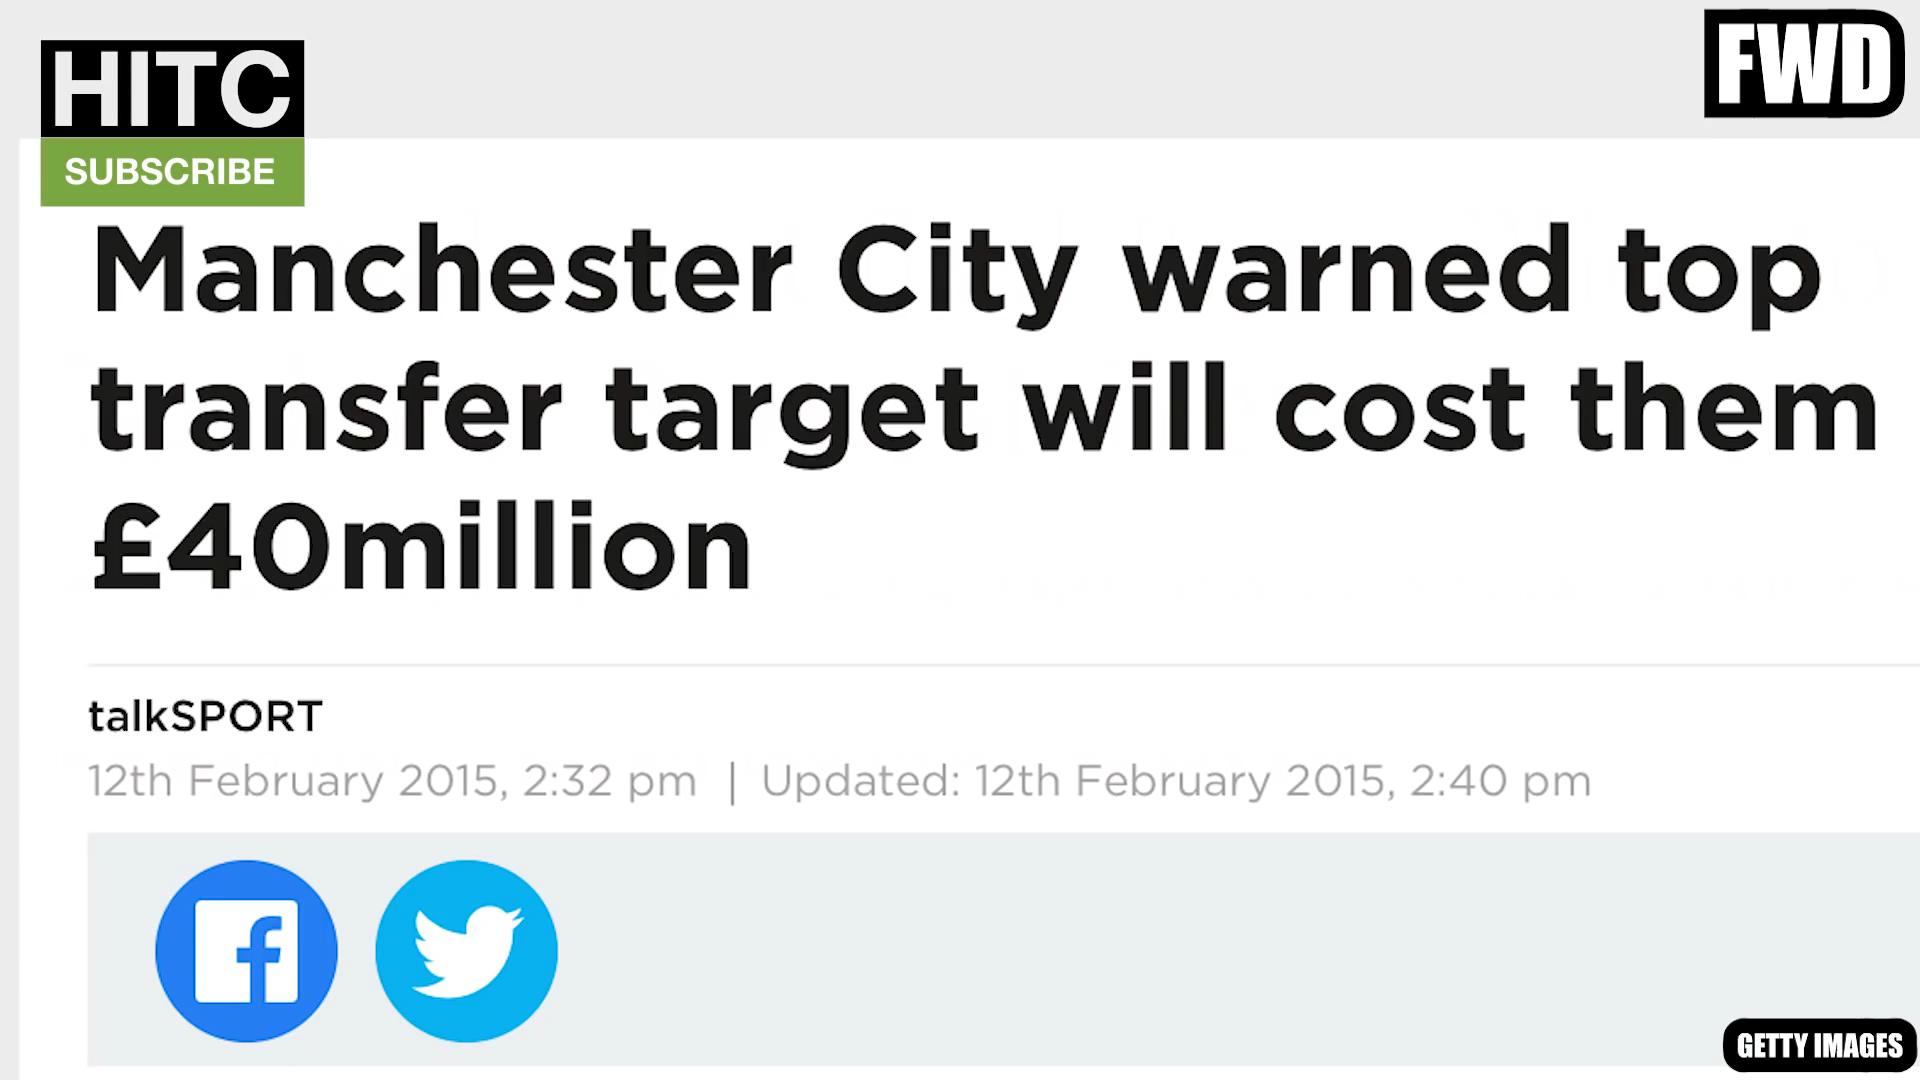 HITC
SUBSCRIBE
FWD
Manchester City warned top
transfer target will cost them
£40million
talkSPORT
12th February 2015, 2:32 pm | Updated: 12th February 2015, 2:40 pm
GETTY IMAGES